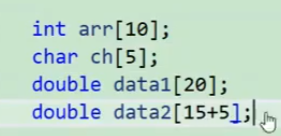 int arr[10];
char ch[5];
double data1[20];
double data2[15+5];